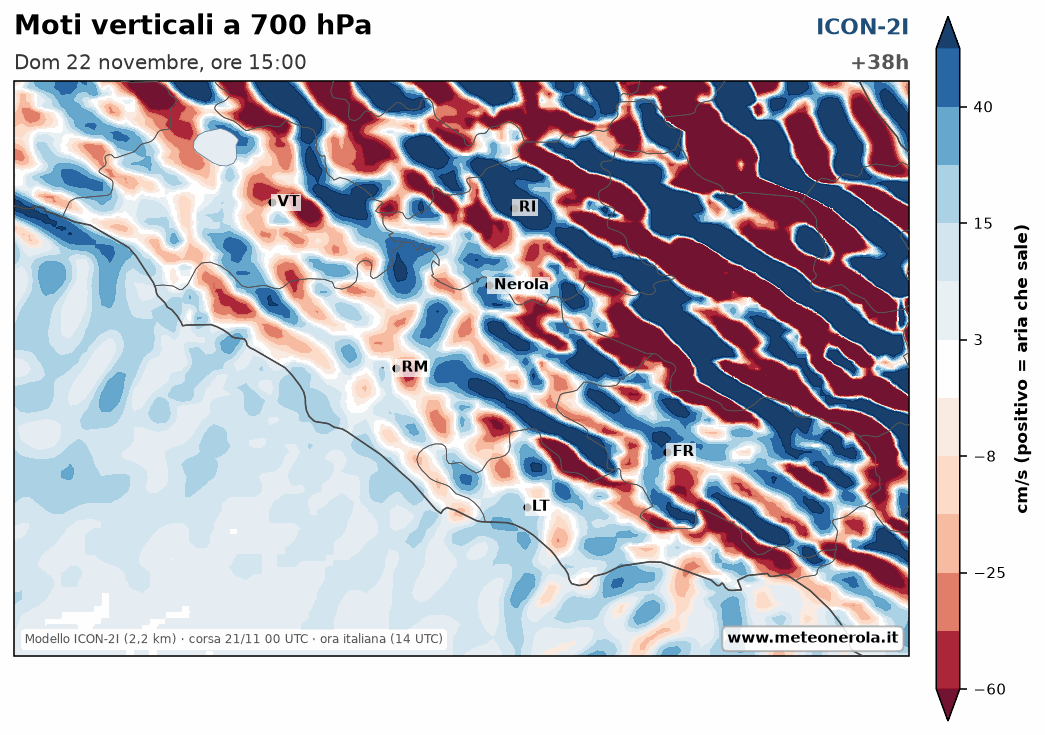 Moti verticali a 700 hPa
ICON-2I
Dom 22 novembre, ore 15:00
+38h
VT
RI
Nerola
RM
FR
LT
Modello ICON-2I (2,2 km) · corsa 21/11 00 UTC · ora italiana (14 UTC)
www.meteonerola.it
40
15
3
−8
−25
−60
cm/s (positivo = aria che sale)